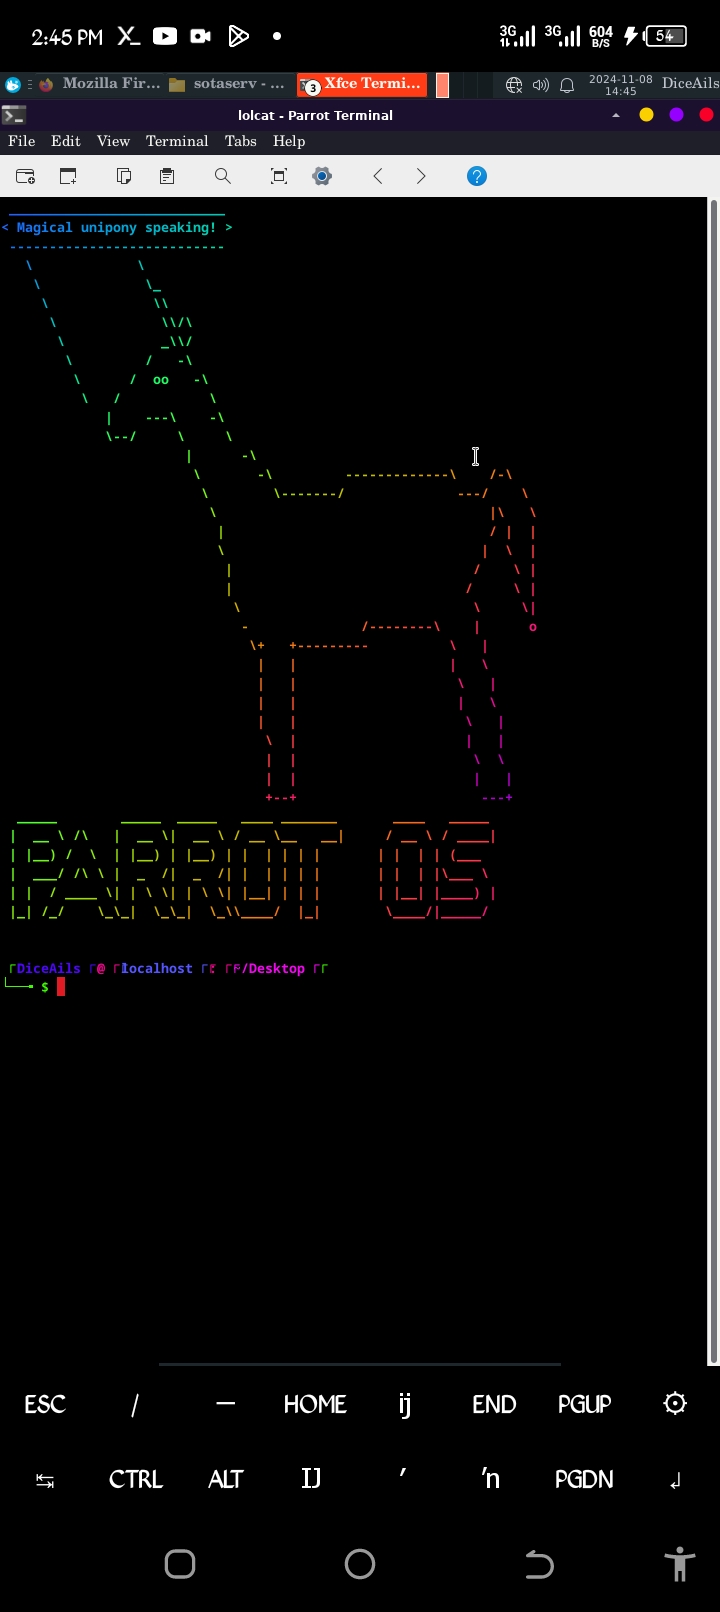 2:45 PM 3G 3G 604 B/S 54
Mozilla Fir... sotaserv - ... 3 Xfce Termi... 2024-11-08 14:45 DiceAils
lolcat - Parrot Terminal
File Edit View Terminal Tabs Help
< Magical unipony speaking! >
PARROT OS
DiceAils @ localhost : ~/Desktop
$
ESC / — HOME ĳ END PGUP
CTRL ALT Ĳ ′ ŉ PGDN